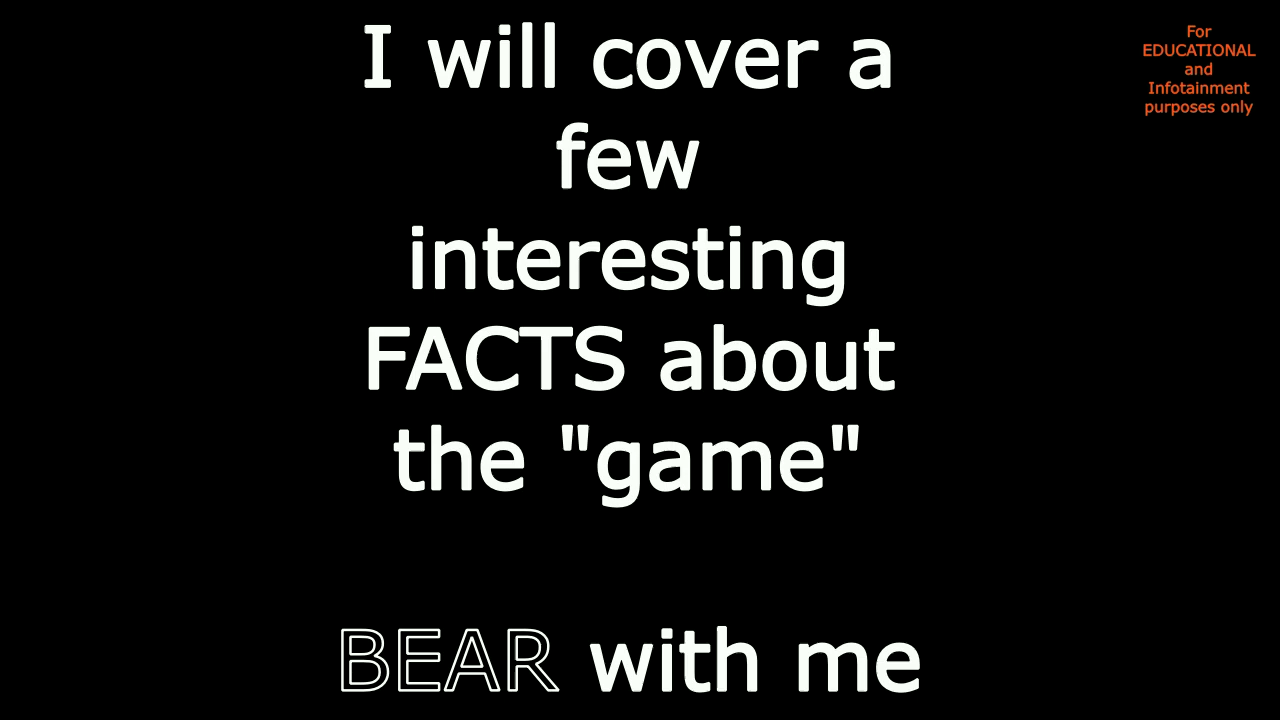 I will cover a
few
interesting
FACTS about
the "game"
BEAR with me
For
EDUCATIONAL
and
Infotainment
purposes only